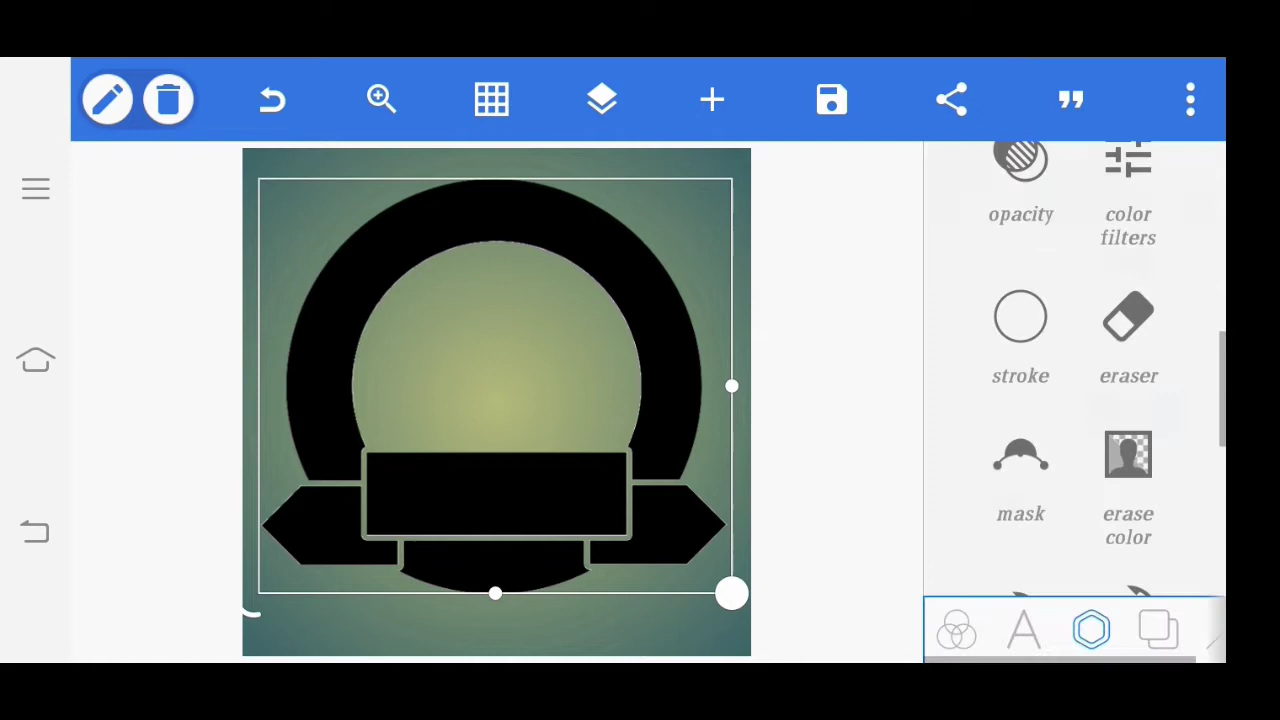 opacity
color
filters
stroke
eraser
mask
erase
color